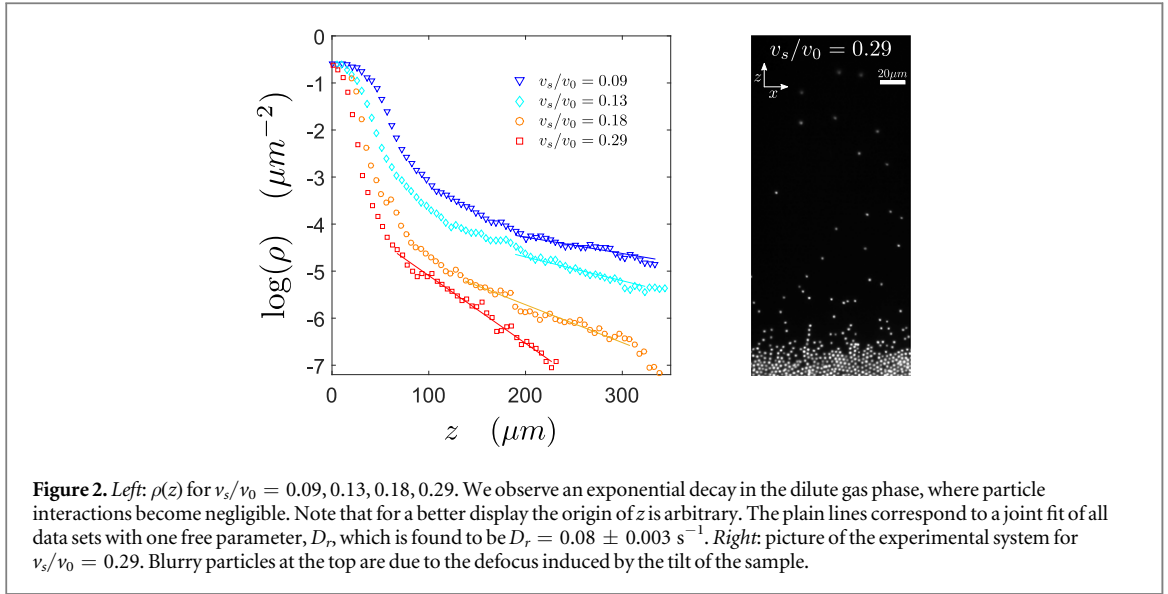 0
-1
-2
-3
-4
-5
-6
-7
log(ρ) (μm⁻²)
v_s/v_0 = 0.09
v_s/v_0 = 0.13
v_s/v_0 = 0.18
v_s/v_0 = 0.29
0 100 200 300
z (μm)
v_s/v_0 = 0.29
z
x
20μm
Figure 2. Left: ρ(z) for v_s/v_0 = 0.09, 0.13, 0.18, 0.29. We observe an exponential decay in the dilute gas phase, where particle
interactions become negligible. Note that for a better display the origin of z is arbitrary. The plain lines correspond to a joint fit of all
data sets with one free parameter, D_r, which is found to be D_r = 0.08 ± 0.003 s⁻¹. Right: picture of the experimental system for
v_s/v_0 = 0.29. Blurry particles at the top are due to the defocus induced by the tilt of the sample.